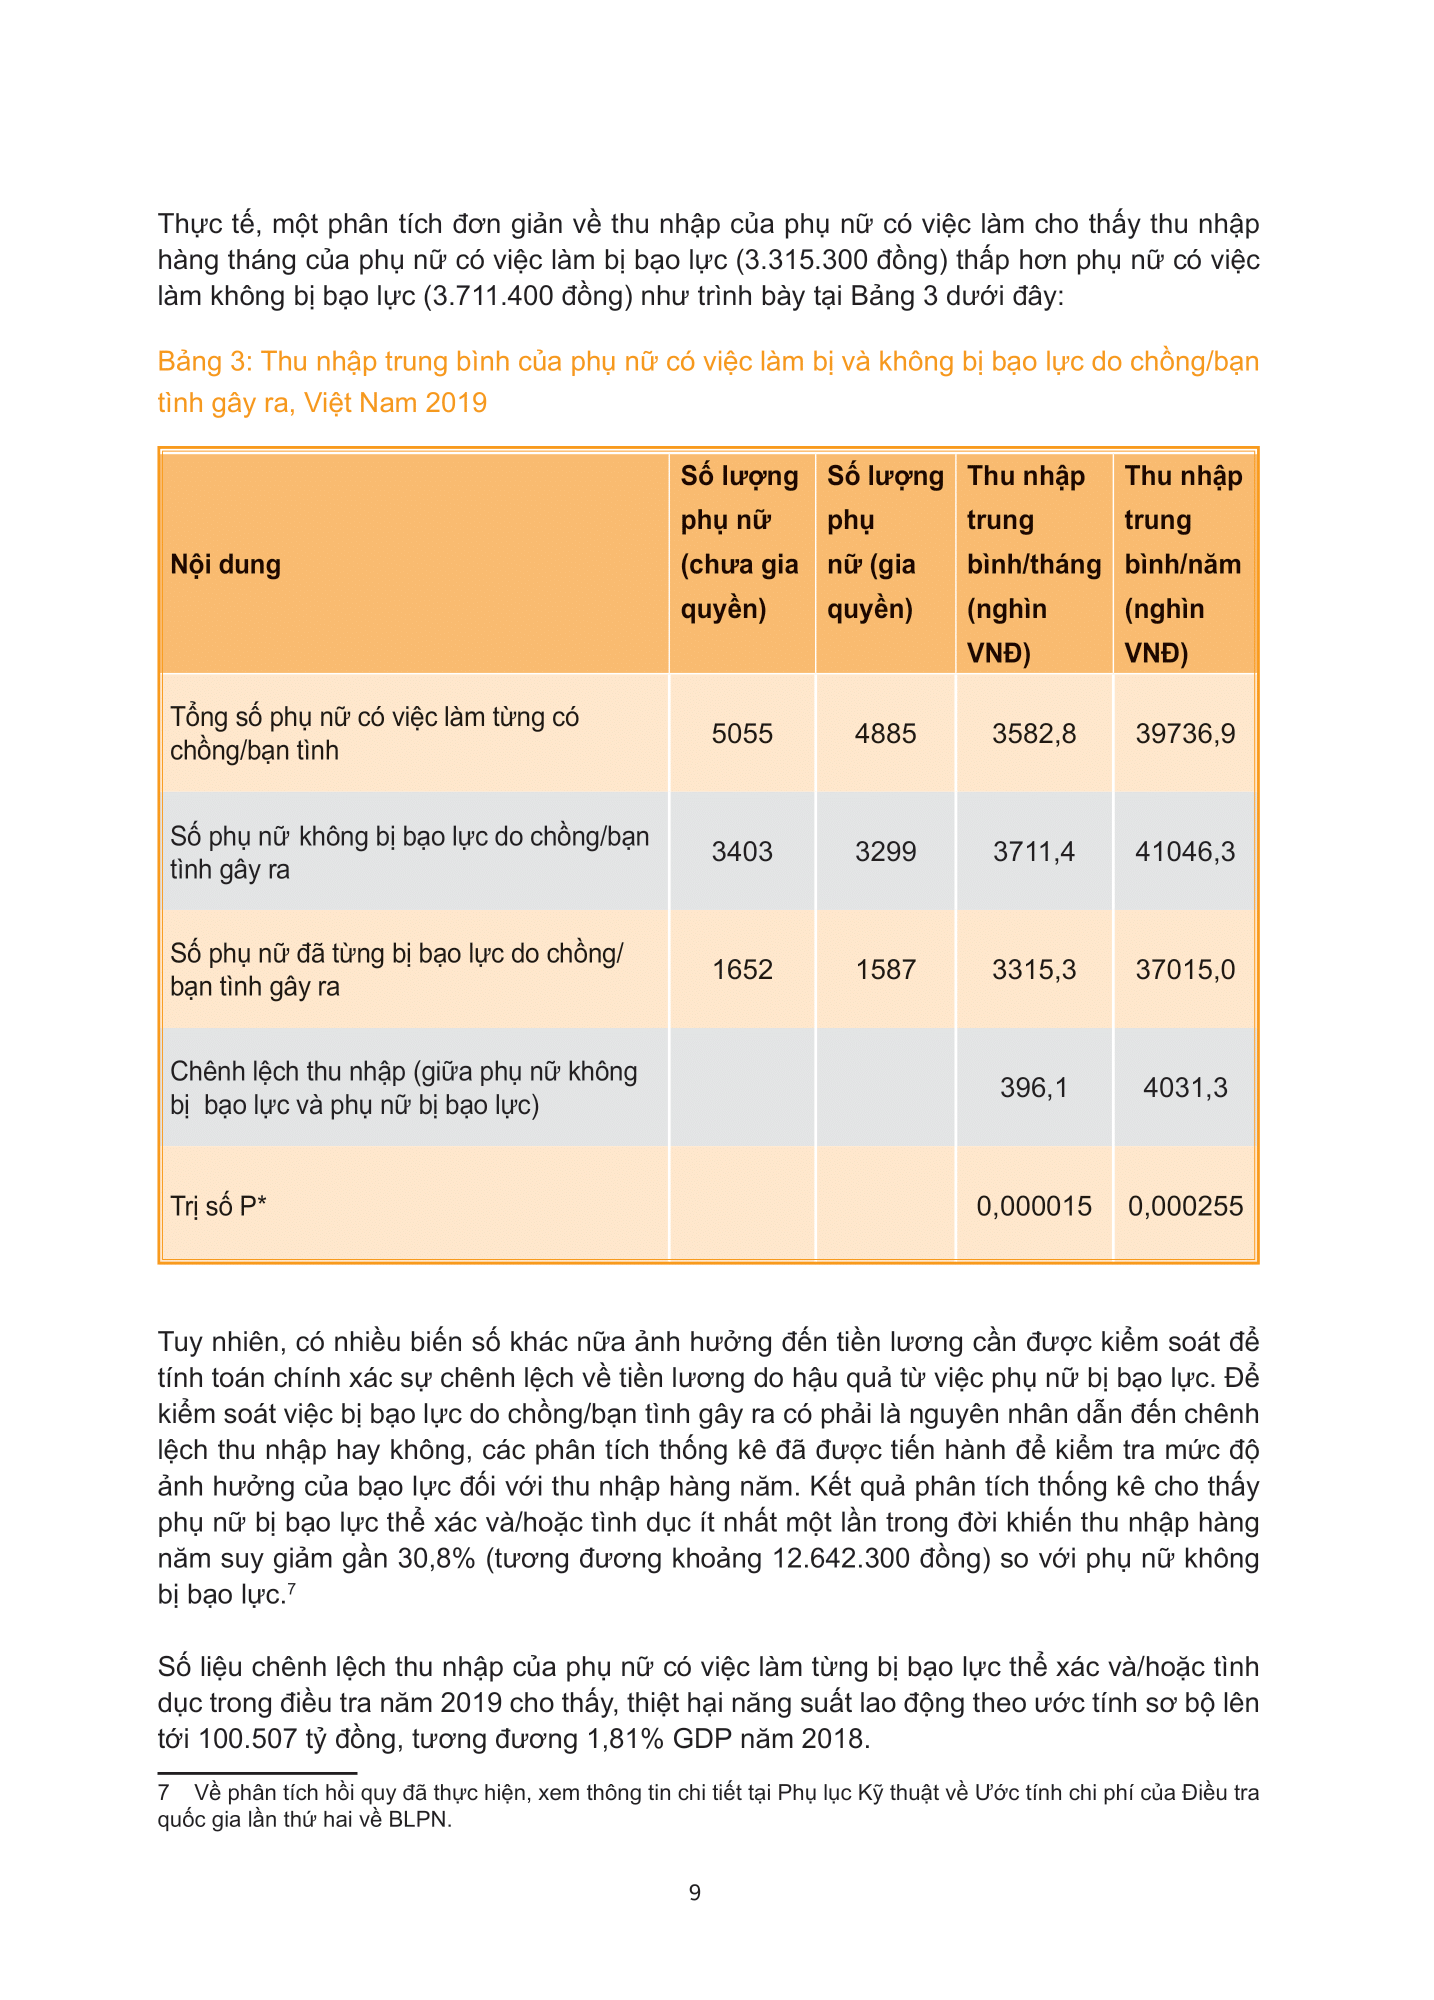 Thực tế, một phân tích đơn giản về thu nhập của phụ nữ có việc làm cho thấy thu nhập
hàng tháng của phụ nữ có việc làm bị bạo lực (3.315.300 đồng) thấp hơn phụ nữ có việc
làm không bị bạo lực (3.711.400 đồng) như trình bày tại Bảng 3 dưới đây:
Bảng 3: Thu nhập trung bình của phụ nữ có việc làm bị và không bị bạo lực do chồng/bạn
tình gây ra, Việt Nam 2019
Nội dung
Số lượng
phụ nữ
(chưa gia
quyền)
Số lượng
phụ
nữ (gia
quyền)
Thu nhập
trung
bình/tháng
(nghìn
VNĐ)
Thu nhập
trung
bình/năm
(nghìn
VNĐ)
Tổng số phụ nữ có việc làm từng có
chồng/bạn tình
5055
4885
3582,8
39736,9
Số phụ nữ không bị bạo lực do chồng/bạn
tình gây ra
3403
3299
3711,4
41046,3
Số phụ nữ đã từng bị bạo lực do chồng/
bạn tình gây ra
1652
1587
3315,3
37015,0
Chênh lệch thu nhập (giữa phụ nữ không
bị bạo lực và phụ nữ bị bạo lực)
396,1
4031,3
Trị số P*
0,000015
0,000255
Tuy nhiên, có nhiều biến số khác nữa ảnh hưởng đến tiền lương cần được kiểm soát để
tính toán chính xác sự chênh lệch về tiền lương do hậu quả từ việc phụ nữ bị bạo lực. Để
kiểm soát việc bị bạo lực do chồng/bạn tình gây ra có phải là nguyên nhân dẫn đến chênh
lệch thu nhập hay không, các phân tích thống kê đã được tiến hành để kiểm tra mức độ
ảnh hưởng của bạo lực đối với thu nhập hàng năm. Kết quả phân tích thống kê cho thấy
phụ nữ bị bạo lực thể xác và/hoặc tình dục ít nhất một lần trong đời khiến thu nhập hàng
năm suy giảm gần 30,8% (tương đương khoảng 12.642.300 đồng) so với phụ nữ không
bị bạo lực.7
Số liệu chênh lệch thu nhập của phụ nữ có việc làm từng bị bạo lực thể xác và/hoặc tình
dục trong điều tra năm 2019 cho thấy, thiệt hại năng suất lao động theo ước tính sơ bộ lên
tới 100.507 tỷ đồng, tương đương 1,81% GDP năm 2018.
7 Về phân tích hồi quy đã thực hiện, xem thông tin chi tiết tại Phụ lục Kỹ thuật về Ước tính chi phí của Điều tra
quốc gia lần thứ hai về BLPN.
9